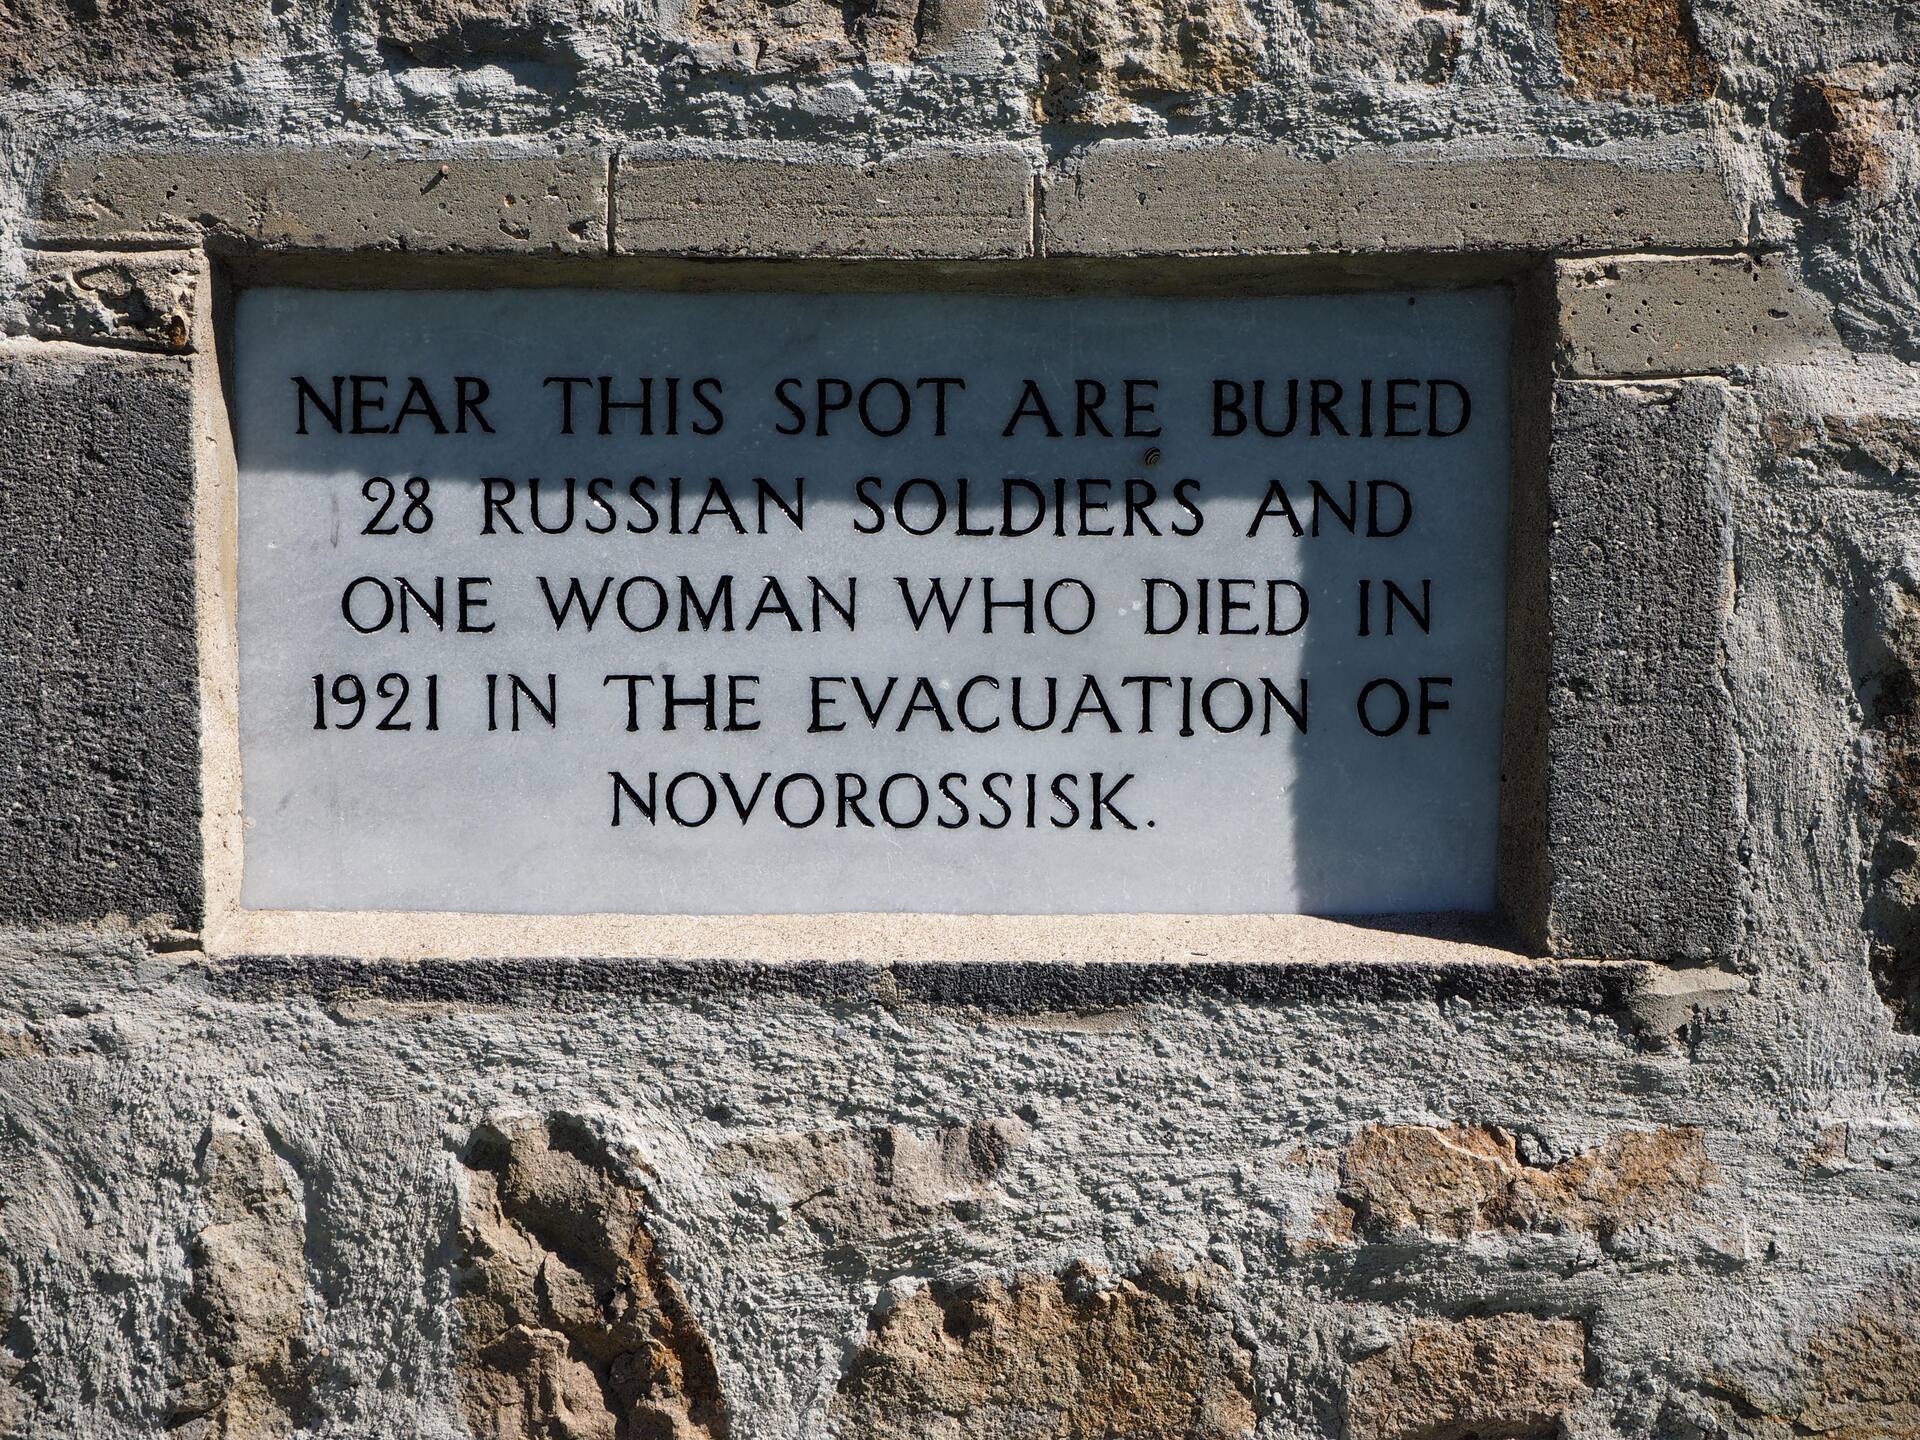 NEAR THIS SPOT ARE BURIED
28 RUSSIAN SOLDIERS AND
ONE WOMAN WHO DIED IN
1921 IN THE EVACUATION OF
NOVOROSSISK.